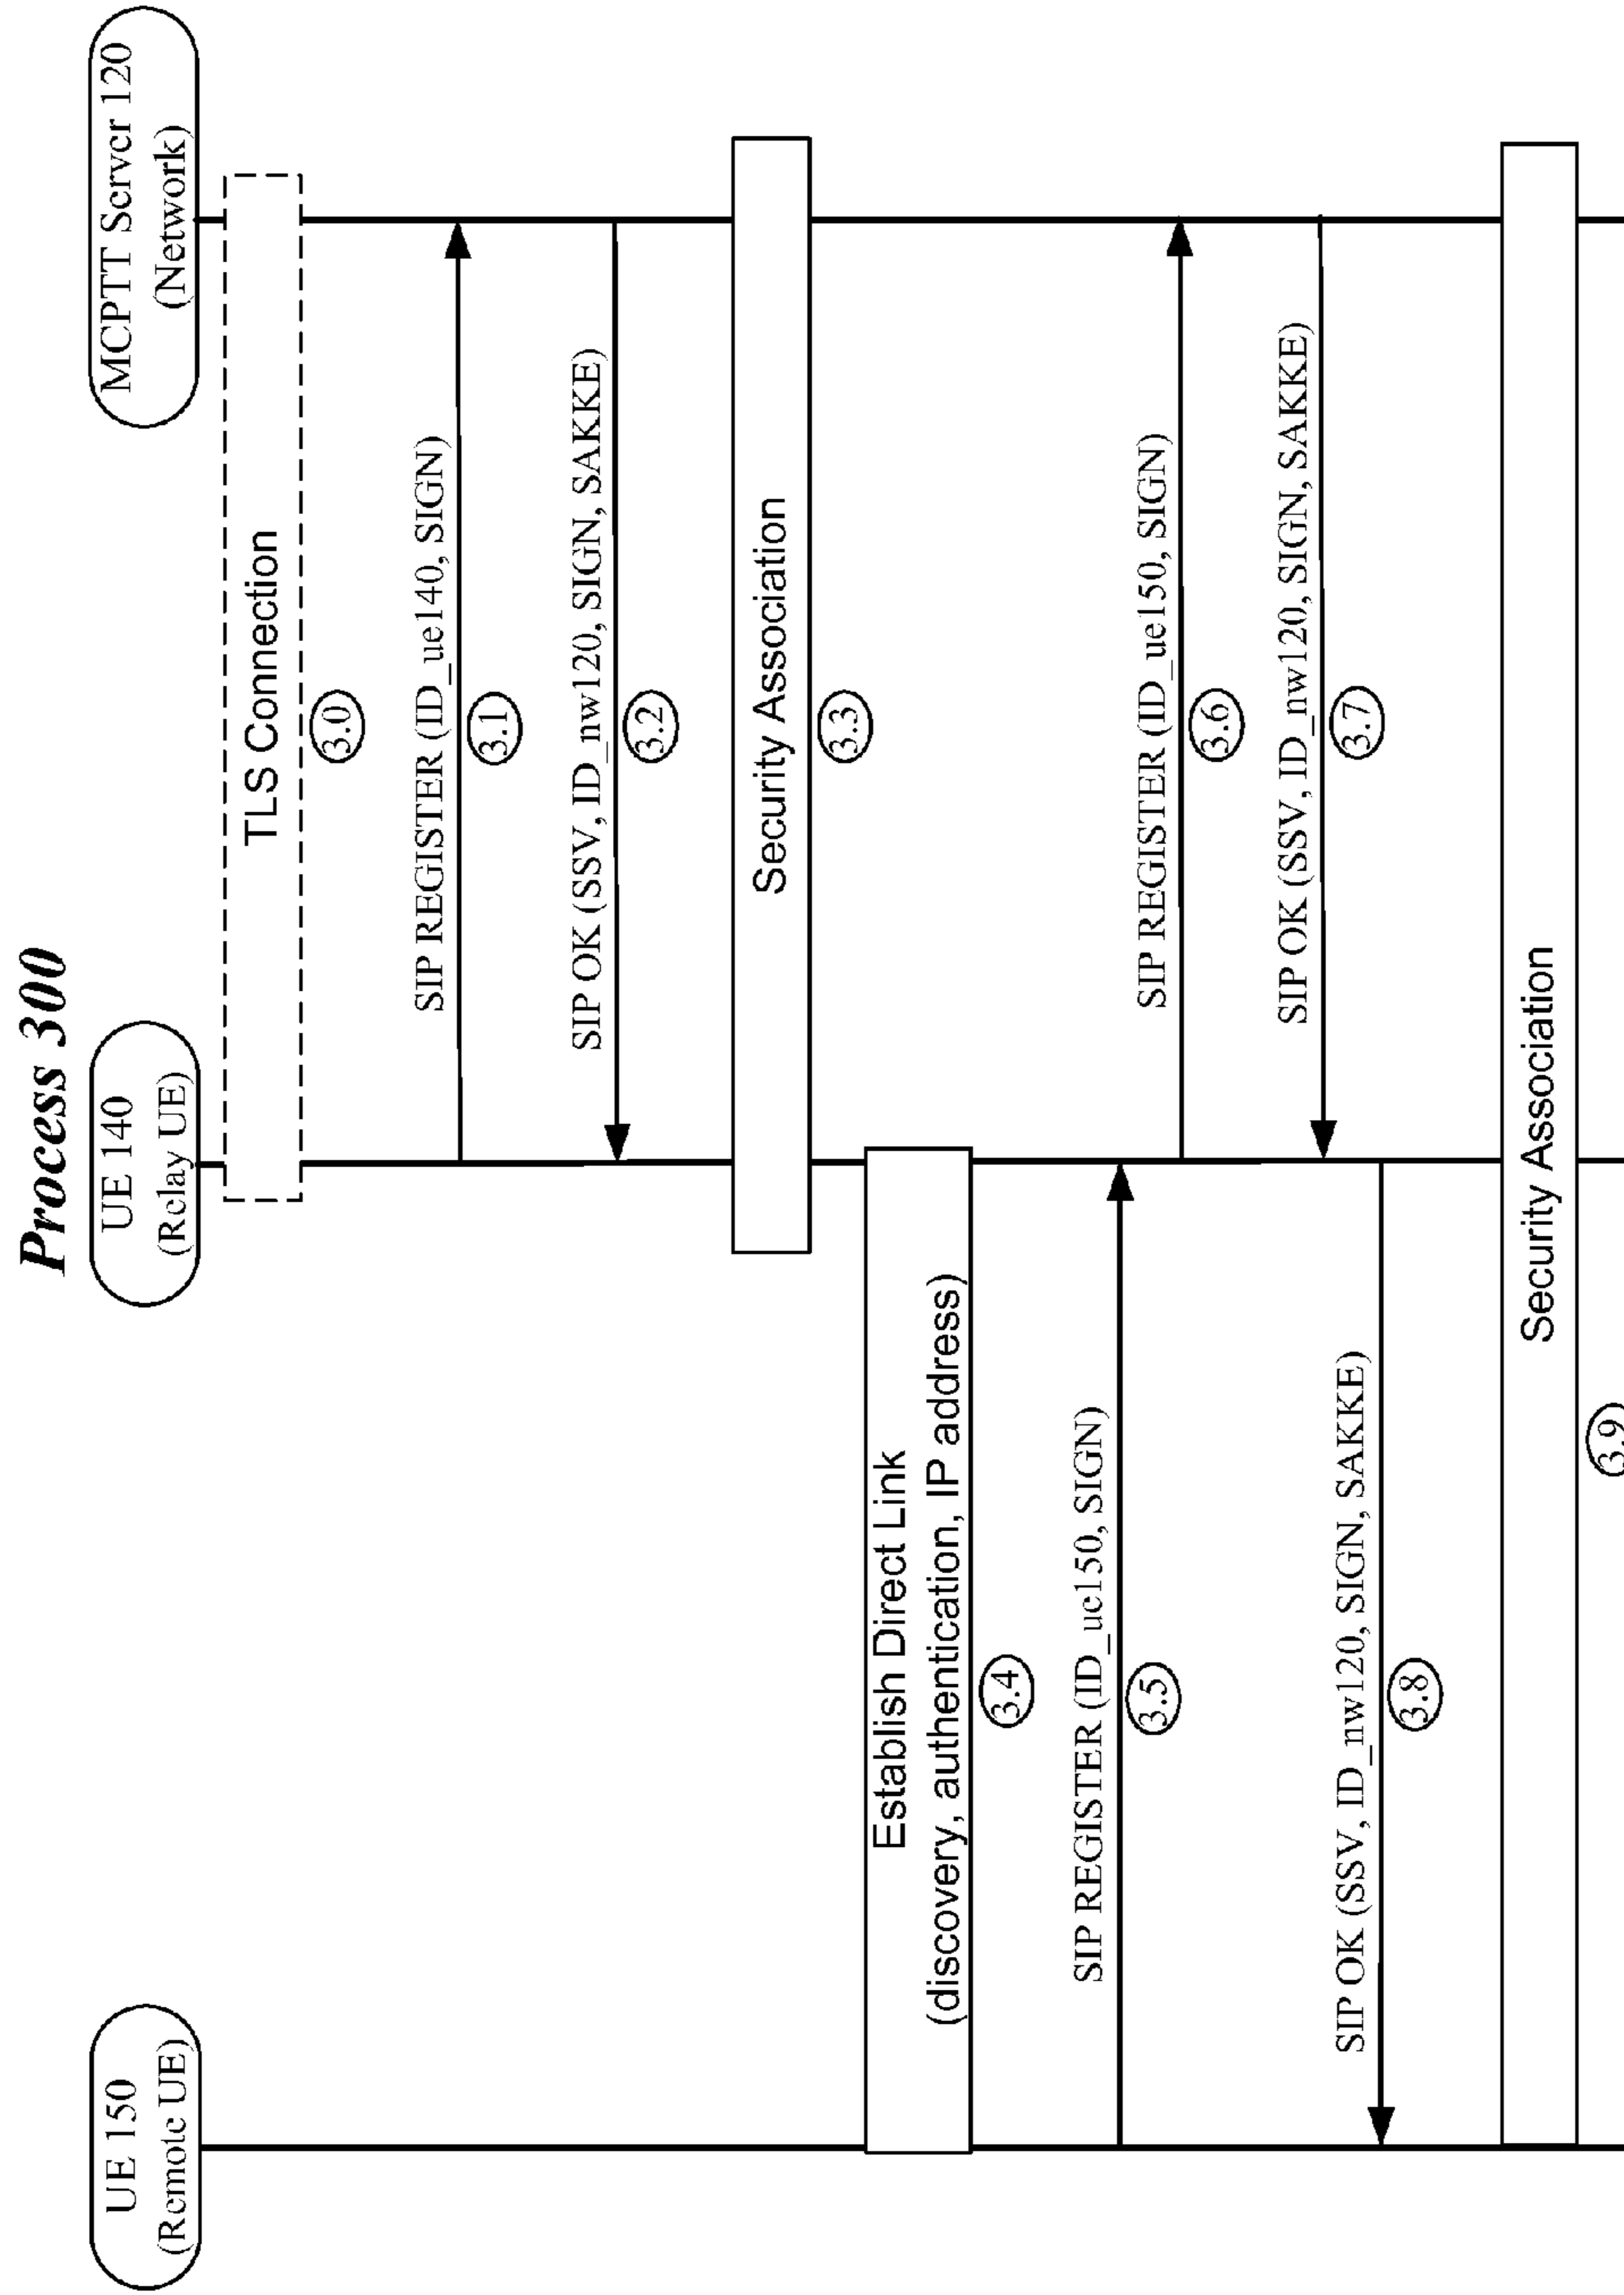 Process 300
UE 150
(Remote UE)
UE 140
(Relay UE)
MCPTT Server 120
(Network)
TLS Connection
3.0
SIP REGISTER (ID_ue140, SIGN)
3.1
SIP OK (SSV, ID_nw120, SIGN, SAKKE)
3.2
Security Association
3.3
Establish Direct Link
(discovery, authentication, IP address)
3.4
SIP REGISTER (ID_ue150, SIGN)
3.5
SIP REGISTER (ID_ue150, SIGN)
3.6
SIP OK (SSV, ID_nw120, SIGN, SAKKE)
3.7
SIP OK (SSV, ID_nw120, SIGN, SAKKE)
3.8
Security Association
3.9